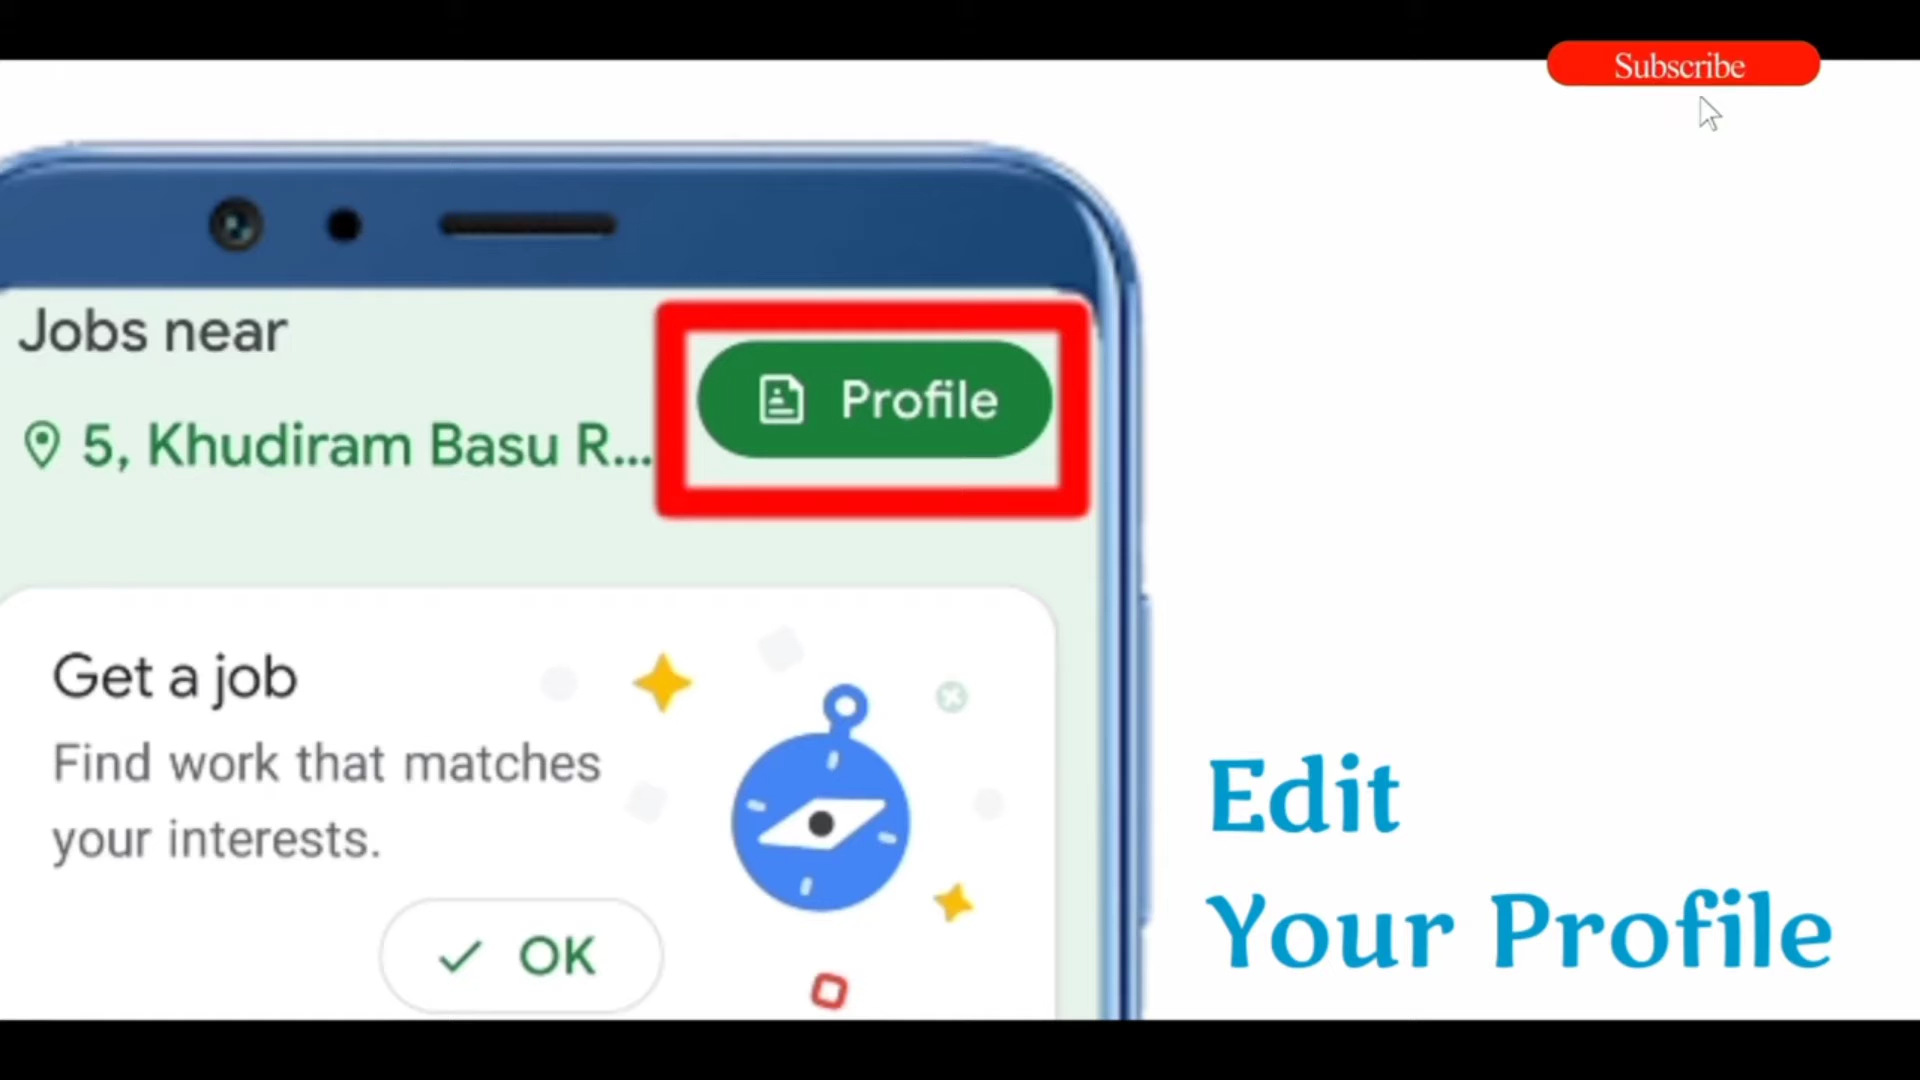 Subscribe
Jobs near
Profile
5, Khudiram Basu R...
Get a job
Find work that matches
your interests.
OK
Edit
Your Profile